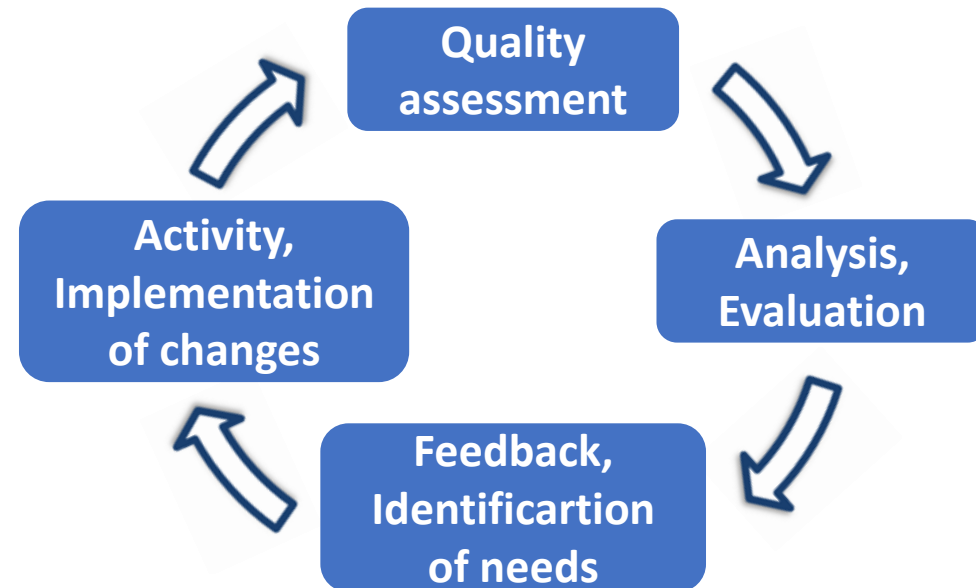 Quality
assessment
Analysis,
Evaluation
Feedback,
Identificartion
of needs
Activity,
Implementation
of changes